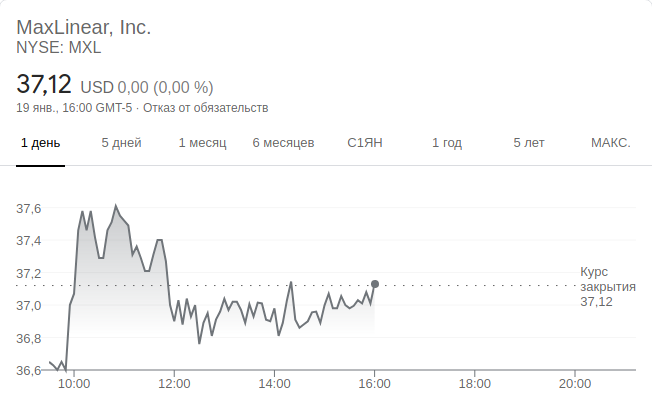 MaxLinear, Inc.
NYSE: MXL
37,12 USD 0,00 (0,00 %)
19 янв., 16:00 GMT-5 · Отказ от обязательств
1 день 5 дней 1 месяц 6 месяцев С1ЯН 1 год 5 лет МАКС.
37,6
37,4
37,2
37,0
36,8
36,6
Курс
закрытия
37,12
10:00 12:00 14:00 16:00 18:00 20:00